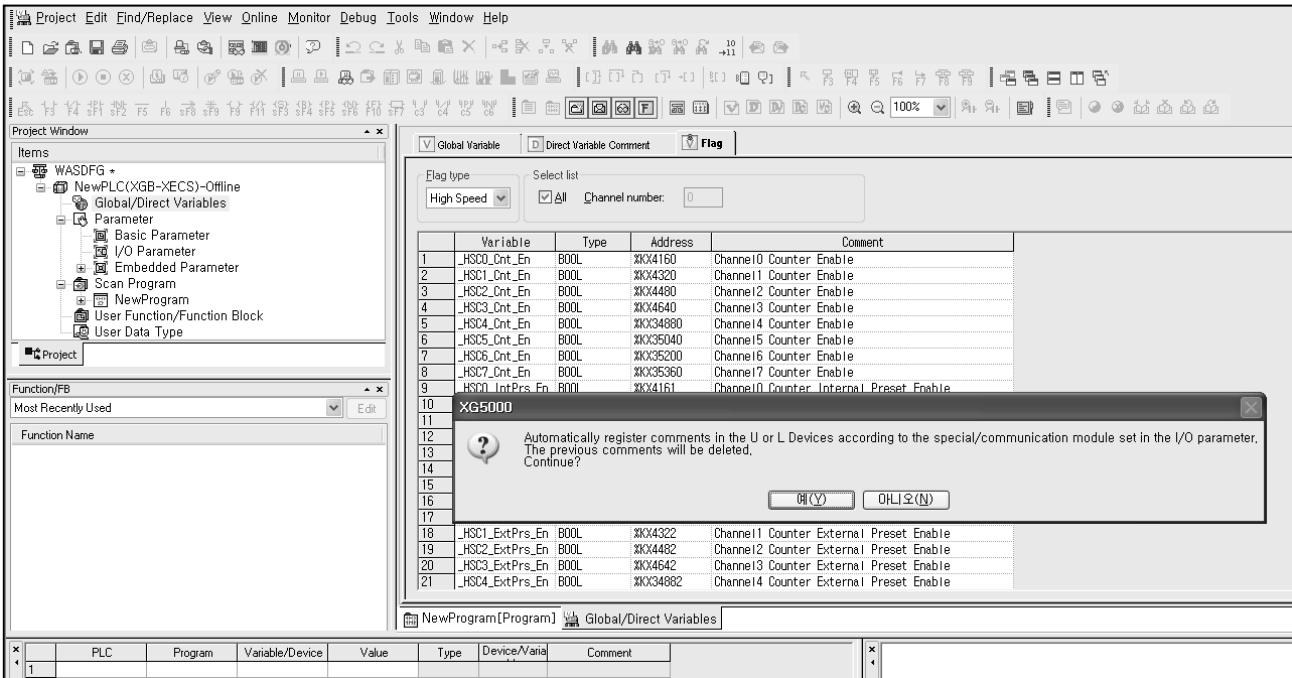 Project Edit Find/Replace View Online Monitor Debug Tools Window Help
100%
Project Window
Items
WASDFG *
NewPLC(XGB-XECS)-Offline
Global/Direct Variables
Parameter
Basic Parameter
I/O Parameter
Embedded Parameter
Scan Program
NewProgram
User Function/Function Block
User Data Type
Project
Function/FB
Most Recently Used Edit
Function Name
Global Variable Direct Variable Comment Flag
Flag type Select list
High Speed All Channel number: 0
Variable Type Address Comment
1 _HSC0_Cnt_En BOOL %KX4160 Channel0 Counter Enable
2 _HSC1_Cnt_En BOOL %KX4320 Channel1 Counter Enable
3 _HSC2_Cnt_En BOOL %KX4480 Channel2 Counter Enable
4 _HSC3_Cnt_En BOOL %KX4640 Channel3 Counter Enable
5 _HSC4_Cnt_En BOOL %KX34880 Channel4 Counter Enable
6 _HSC5_Cnt_En BOOL %KX35040 Channel5 Counter Enable
7 _HSC6_Cnt_En BOOL %KX35200 Channel6 Counter Enable
8 _HSC7_Cnt_En BOOL %KX35360 Channel7 Counter Enable
9 _HSC0_IntPrs_En BOOL %KX4161 Channel0 Counter Internal Preset Enable
10
11
12
13
14
15
16
17
XG5000
Automatically register comments in the U or L Devices according to the special/communication module set in the I/O parameter,
The previous comments will be deleted,
Continue?
예(Y) 아니오(N)
18 _HSC1_ExtPrs_En BOOL %KX4322 Channel1 Counter External Preset Enable
19 _HSC2_ExtPrs_En BOOL %KX4482 Channel2 Counter External Preset Enable
20 _HSC3_ExtPrs_En BOOL %KX4642 Channel3 Counter External Preset Enable
21 _HSC4_ExtPrs_En BOOL %KX34882 Channel4 Counter External Preset Enable
NewProgram[Program] Global/Direct Variables
PLC Program Variable/Device Value Type Device/Varia Comment
1